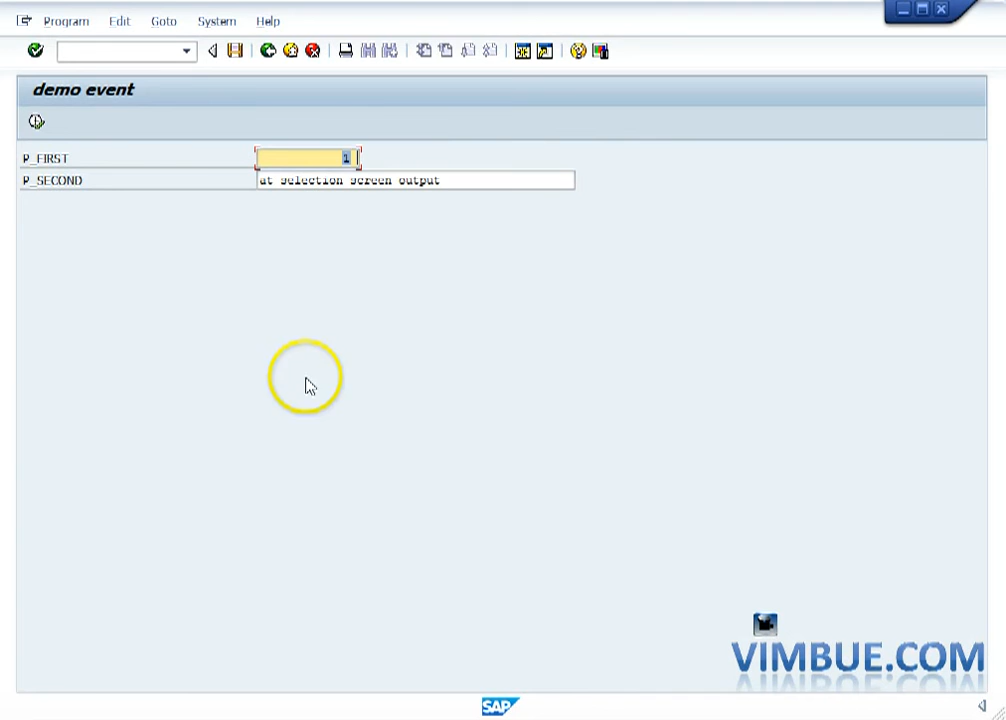 Program Edit Goto System Help
demo event
P_FIRST 1
P_SECOND at selection screen output
VIMBUE.COM
SAP